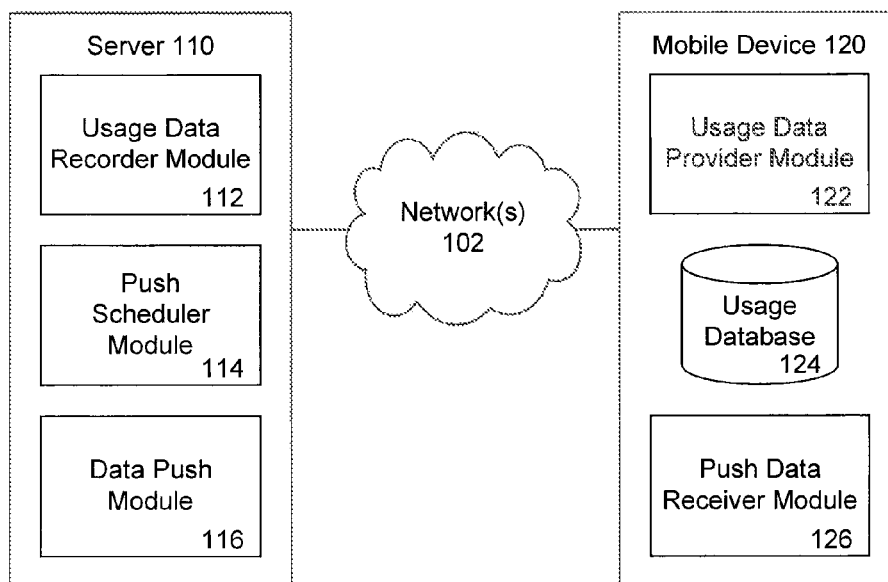 Server 110
Usage Data
Recorder Module
112
Push
Scheduler
Module
114
Data Push
Module
116
Network(s)
102
Mobile Device 120
Usage Data
Provider Module
122
Usage
Database
124
Push Data
Receiver Module
126